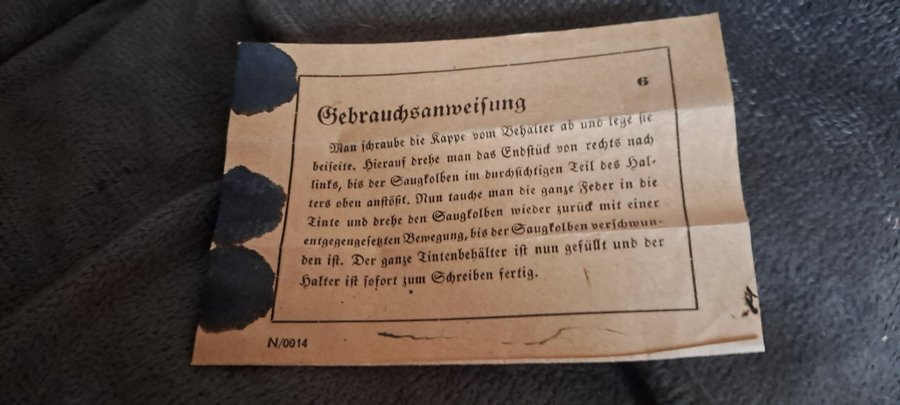 6
Gebrauchsanweisung
Man schraube die Kappe vom Behälter ab und lege sie
beiseite. Hierauf drehe man das Endstück von rechts nach
links, bis der Saugkolben im durchsichtigen Teil des Hal-
ters oben anstößt. Nun tauche man die ganze Feder in die
Tinte und drehe den Saugkolben wieder zurück mit einer
entgegengesetzten Bewegung, bis der Saugkolben verschwun-
den ist. Der ganze Tintenbehälter ist nun gefüllt und der
Halter ist sofort zum Schreiben fertig.
N/0014